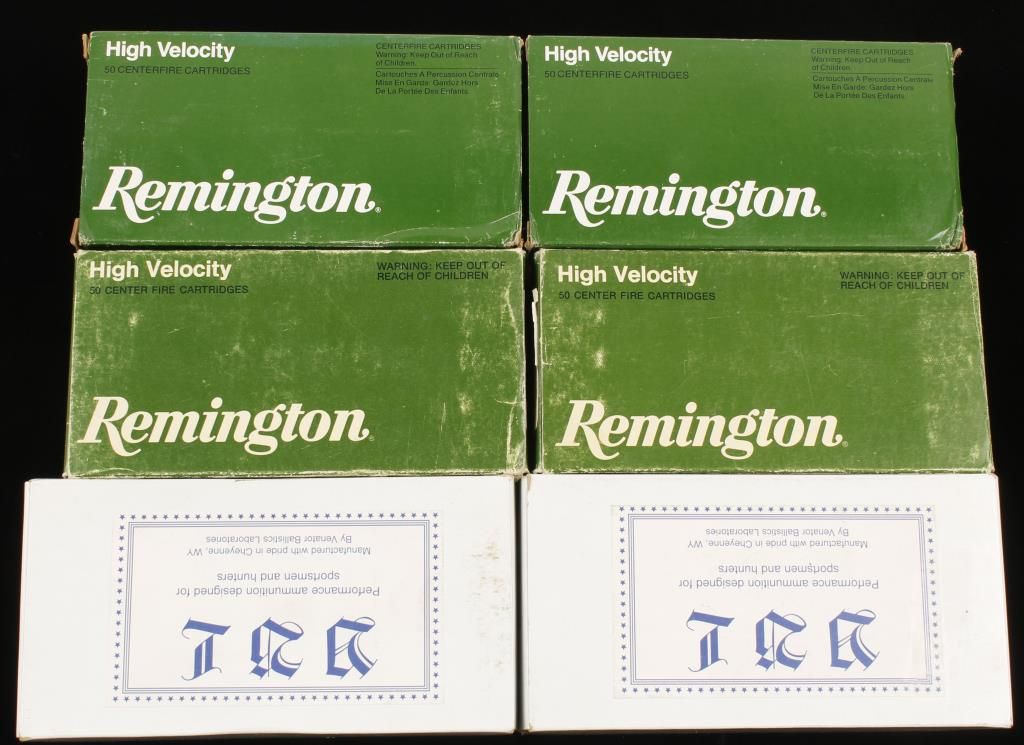 High Velocity
50 CENTERFIRE CARTRIDGES
CENTERFIRE CARTRIDGES
Warning: Keep Out of Reach
of Children.
Cartouches A Percussion Centrale
Mise En Garde: Gardez Hors
De La Portée Des Enfants.
Remington®
High Velocity
50 CENTERFIRE CARTRIDGES
CENTERFIRE CARTRIDGES
Warning: Keep Out of Reach
of Children.
Cartouches A Percussion Centrale
Mise En Garde: Gardez Hors
De La Portée Des Enfants.
Remington®
High Velocity
50 CENTER FIRE CARTRIDGES
WARNING: KEEP OUT OF
REACH OF CHILDREN
Remington®
High Velocity
50 CENTER FIRE CARTRIDGES
WARNING: KEEP OUT OF
REACH OF CHILDREN
Remington®
V B L
Performance ammunition designed for
sportsmen and hunters
Manufactured with pride in Cheyenne, WY
By Venator Ballistics Laboratories
V B L
Performance ammunition designed for
sportsmen and hunters
Manufactured with pride in Cheyenne, WY
By Venator Ballistics Laboratories